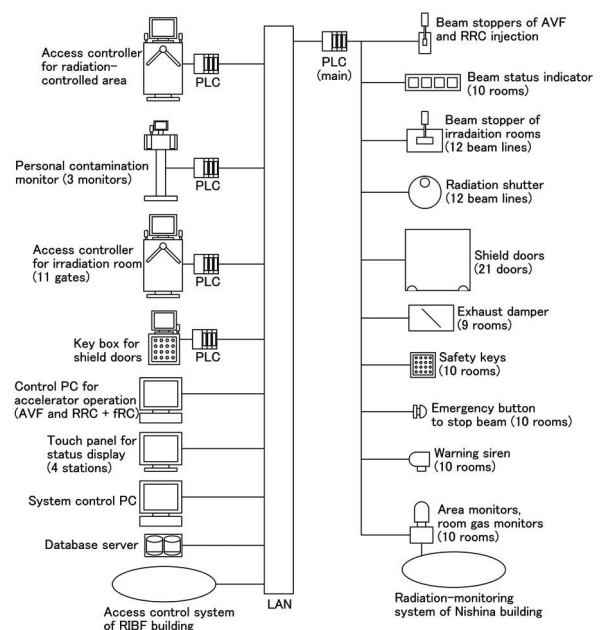 Access controller
for radiation-
controlled area
PLC
Personal contamination
monitor (3 monitors)
PLC
Access controller
for irradiation room
(11 gates)
PLC
Key box for
shield doors
PLC
Control PC for
accelerator operation
(AVF and RRC + fRC)
Touch panel for
status display
(4 stations)
System control PC
Database server
Access control system
of RIBF building
LAN
PLC
(main)
Beam stoppers of AVF
and RRC injection
Beam status indicator
(10 rooms)
Beam stopper of
irradaition rooms
(12 beam lines)
Radiation shutter
(12 beam lines)
Shield doors
(21 doors)
Exhaust damper
(9 rooms)
Safety keys
(10 rooms)
Emergency button
to stop beam (10 rooms)
Warning siren
(10 rooms)
Area monitors,
room gas monitors
(10 rooms)
Radiation-monitoring
system of Nishina building